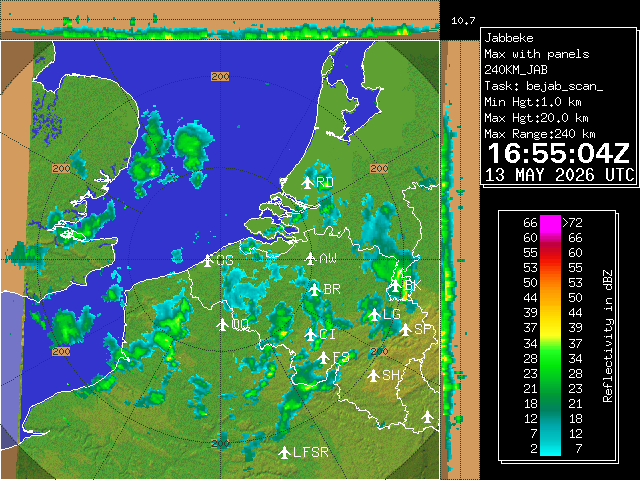 10.7
Jabbeke
Max with panels
240KM_JAB
Task: bejab_scan_
Min Hgt:1.0 km
Max Hgt:20.0 km
Max Range:240 km
16:55:04Z
13 MAY 2026 UTC
200
200
200
RD
OS
AW
BR
BK
LG
QO
CI
SP
FS
SH
200
200
200
LFSR
66 >72
60 66
55 60
53 55
50 53
44 50
39 44
37 39
34 37
28 34
23 28
21 23
18 21
12 18
7 12
2 7
Reflectivity in dBZ